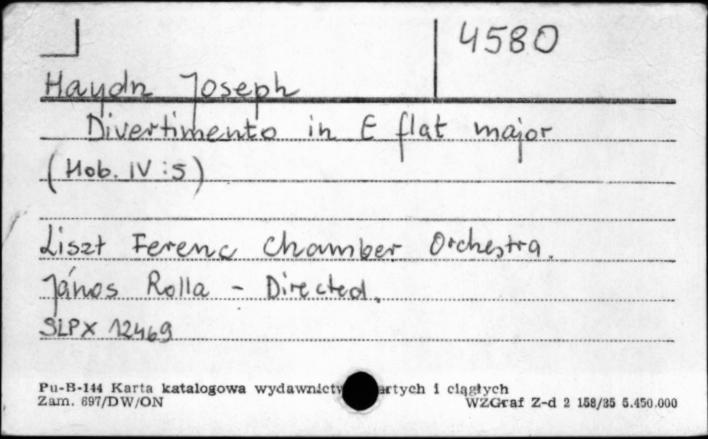 4580
Haydn Joseph
Divertimento in E flat major
(Hob. IV :5)
Liszt Ferenc Chamber Orchestra.
János Rolla - Directed.
SLPX 12469
Pu-B-144 Karta katalogowa wydawnictw artych i ciągłych
Zam. 697/DW/ON WZGraf Z-d 2 158/85 5.450.000